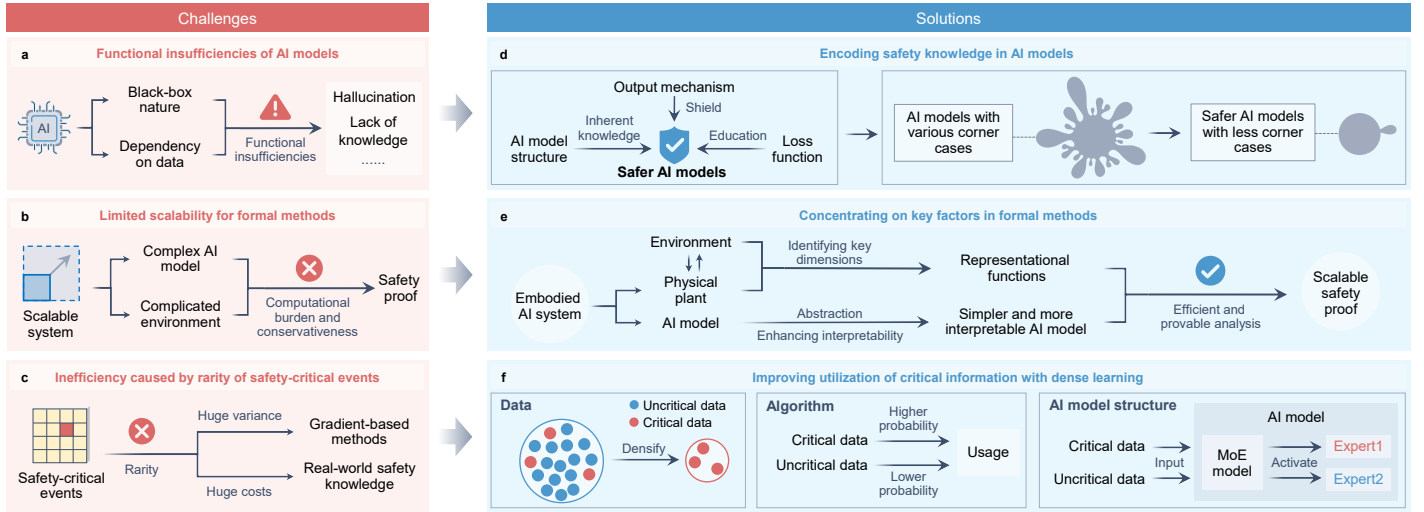 Challenges
Solutions
a
Functional insufficiencies of AI models
AI
Black-box
nature
Dependency
on data
Functional
insufficiencies
Hallucination
Lack of
knowledge
......
b
Limited scalability for formal methods
Scalable
system
Complex AI
model
Complicated
environment
Computational
burden and
conservativeness
Safety
proof
c
Inefficiency caused by rarity of safety-critical events
Safety-critical
events
Rarity
Huge variance
Huge costs
Gradient-based
methods
Real-world safety
knowledge
d
Encoding safety knowledge in AI models
Output mechanism
Shield
Inherent
knowledge
AI model
structure
Education
Loss
function
Safer AI models
AI models with
various corner
cases
Safer AI models
with less corner
cases
e
Concentrating on key factors in formal methods
Embodied
AI system
Environment
Physical
plant
AI model
Identifying key
dimensions
Abstraction
Enhancing interpretability
Representational
functions
Simpler and more
interpretable AI model
Efficient and
provable analysis
Scalable
safety
proof
f
Improving utilization of critical information with dense learning
Data
Uncritical data
Critical data
Densify
Algorithm
Higher
probability
Critical data
Uncritical data
Lower
probability
Usage
AI model structure
AI model
Critical data
Uncritical data
Input
MoE
model
Activate
Expert1
Expert2